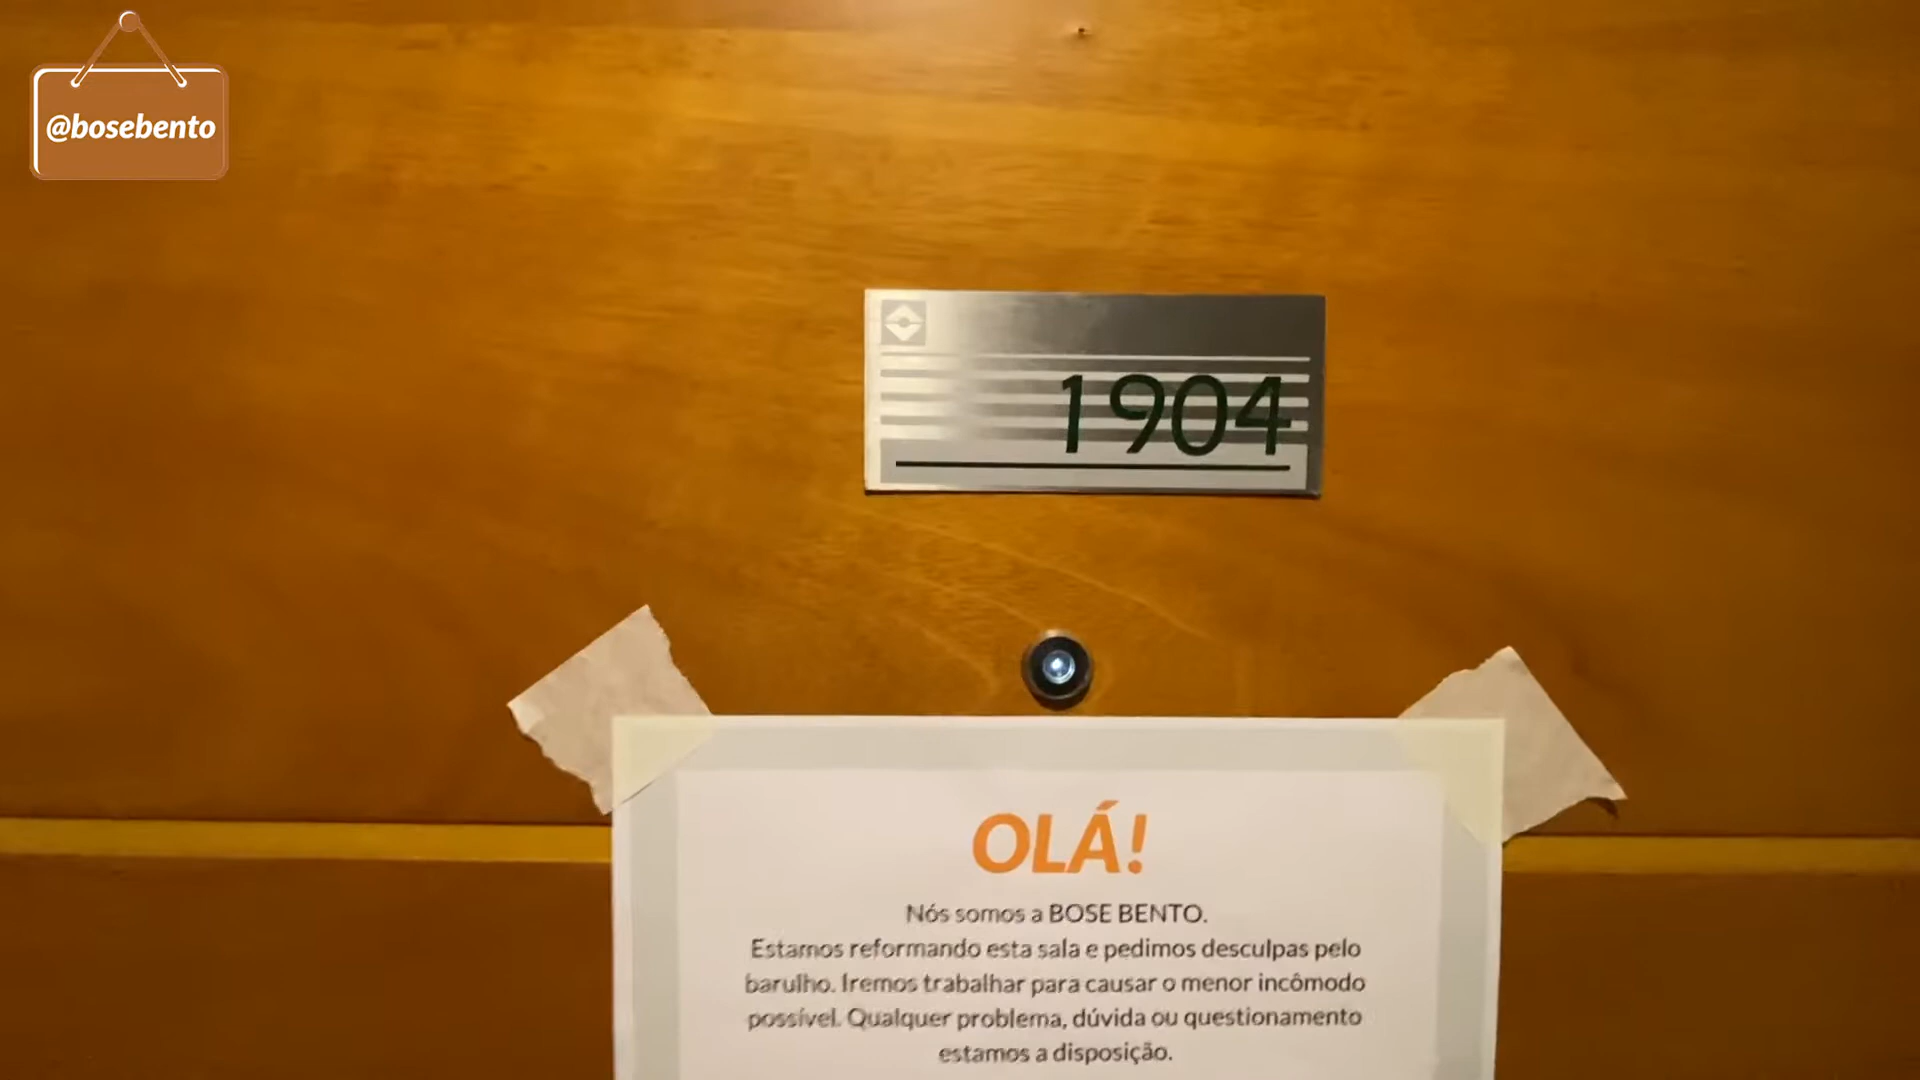 @bosebento
1904
OLÁ!
Nós somos a BOSE BENTO.
Estamos reformando esta sala e pedimos desculpas pelo
barulho. Iremos trabalhar para causar o menor incômodo
possível. Qualquer problema, dúvida ou questionamento
estamos a disposição.